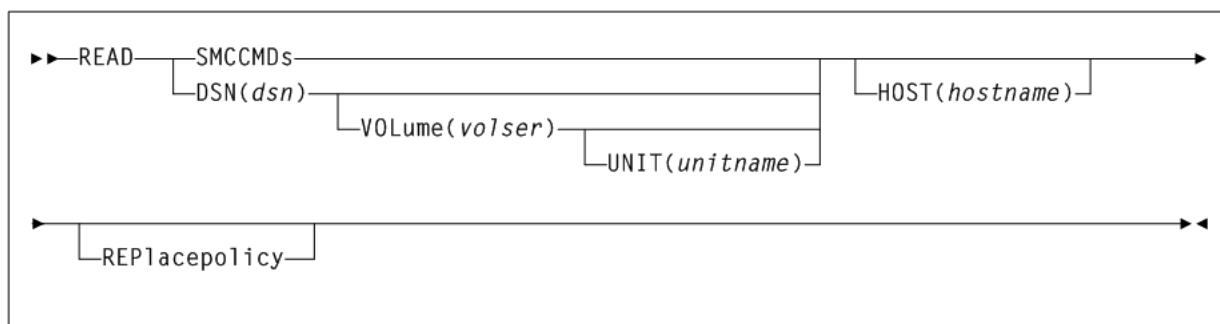 READ SMCCMDs
DSN(dsn) HOST(hostname)
VOLume(volser)
UNIT(unitname)
REPlacepolicy